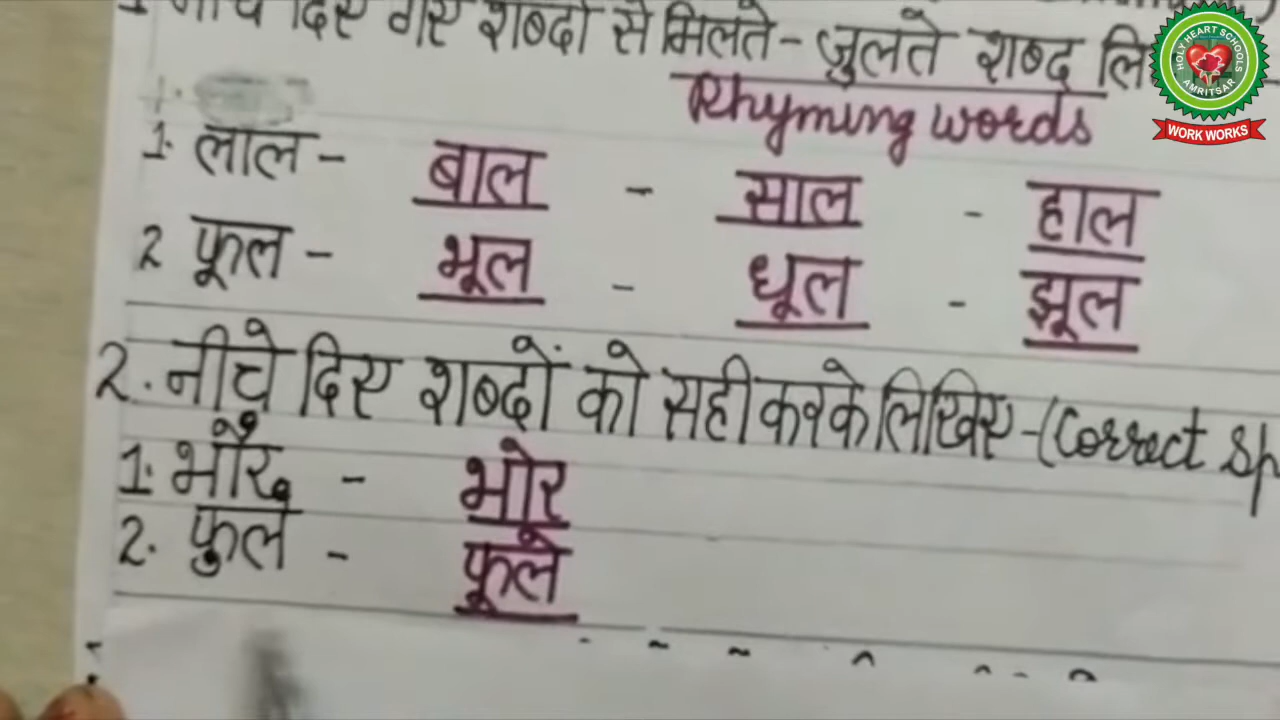 1 नीचे दिए गए शब्दों से मिलते-जुलते शब्द
Rhyming words
1. लाल - बाल - साल - हाल
2 फूल - भूल - धूल - झूल
2. नीचे दिए शब्दों को सही करके लिखिए - (Correct Sp
1. भौर - भोर
2. फुले - फूले
HOLY HEART SCHOOLS
AMRITSAR
WORK WORKS